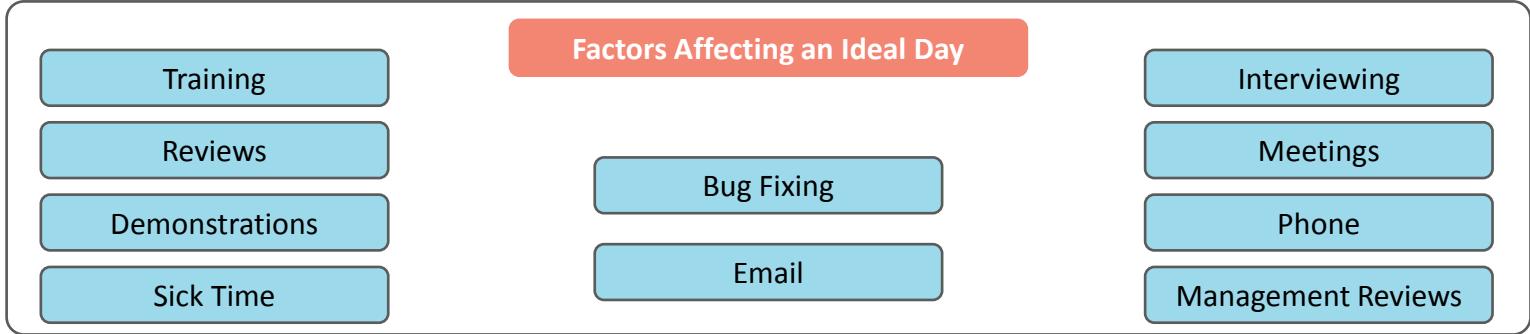 Factors Affecting an Ideal Day
Training
Reviews
Demonstrations
Sick Time
Bug Fixing
Email
Interviewing
Meetings
Phone
Management Reviews